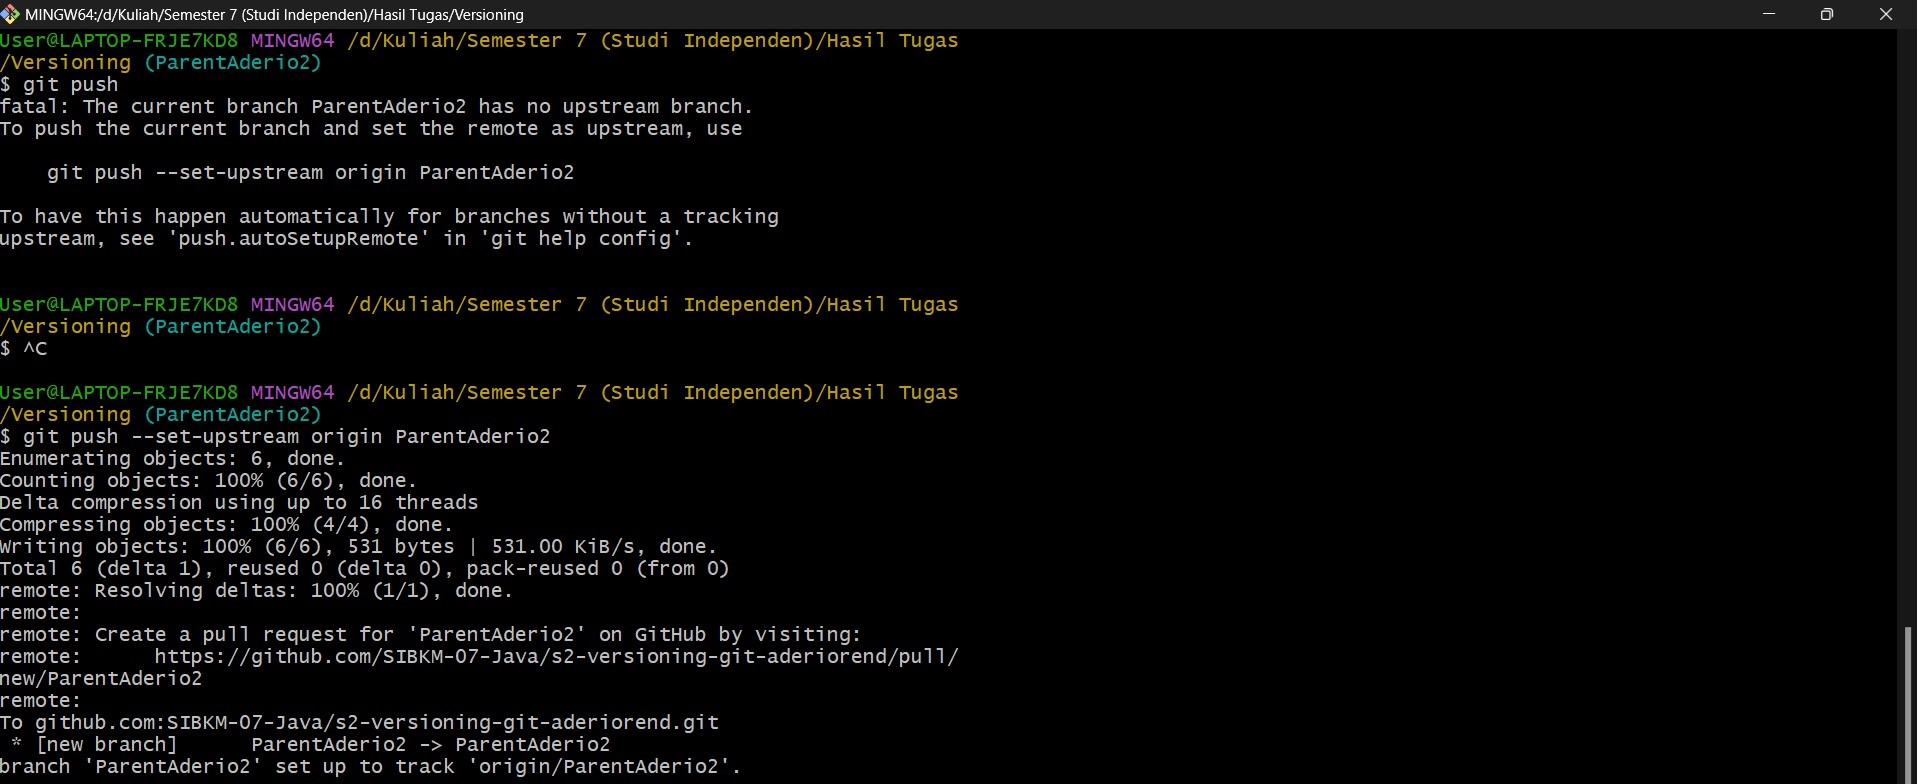 MINGW64:/d/Kuliah/Semester 7 (Studi Independen)/Hasil Tugas/Versioning
User@LAPTOP-FRJE7KD8 MINGW64 /d/Kuliah/Semester 7 (Studi Independen)/Hasil Tugas
/Versioning (ParentAderio2)
$ git push
fatal: The current branch ParentAderio2 has no upstream branch.
To push the current branch and set the remote as upstream, use
    git push --set-upstream origin ParentAderio2
To have this happen automatically for branches without a tracking
upstream, see 'push.autoSetupRemote' in 'git help config'.
User@LAPTOP-FRJE7KD8 MINGW64 /d/Kuliah/Semester 7 (Studi Independen)/Hasil Tugas
/Versioning (ParentAderio2)
$ ^C
User@LAPTOP-FRJE7KD8 MINGW64 /d/Kuliah/Semester 7 (Studi Independen)/Hasil Tugas
/Versioning (ParentAderio2)
$ git push --set-upstream origin ParentAderio2
Enumerating objects: 6, done.
Counting objects: 100% (6/6), done.
Delta compression using up to 16 threads
Compressing objects: 100% (4/4), done.
Writing objects: 100% (6/6), 531 bytes | 531.00 KiB/s, done.
Total 6 (delta 1), reused 0 (delta 0), pack-reused 0 (from 0)
remote: Resolving deltas: 100% (1/1), done.
remote:
remote: Create a pull request for 'ParentAderio2' on GitHub by visiting:
remote:      https://github.com/SIBKM-07-Java/s2-versioning-git-aderiorend/pull/
new/ParentAderio2
remote:
To github.com:SIBKM-07-Java/s2-versioning-git-aderiorend.git
 * [new branch]      ParentAderio2 -> ParentAderio2
branch 'ParentAderio2' set up to track 'origin/ParentAderio2'.